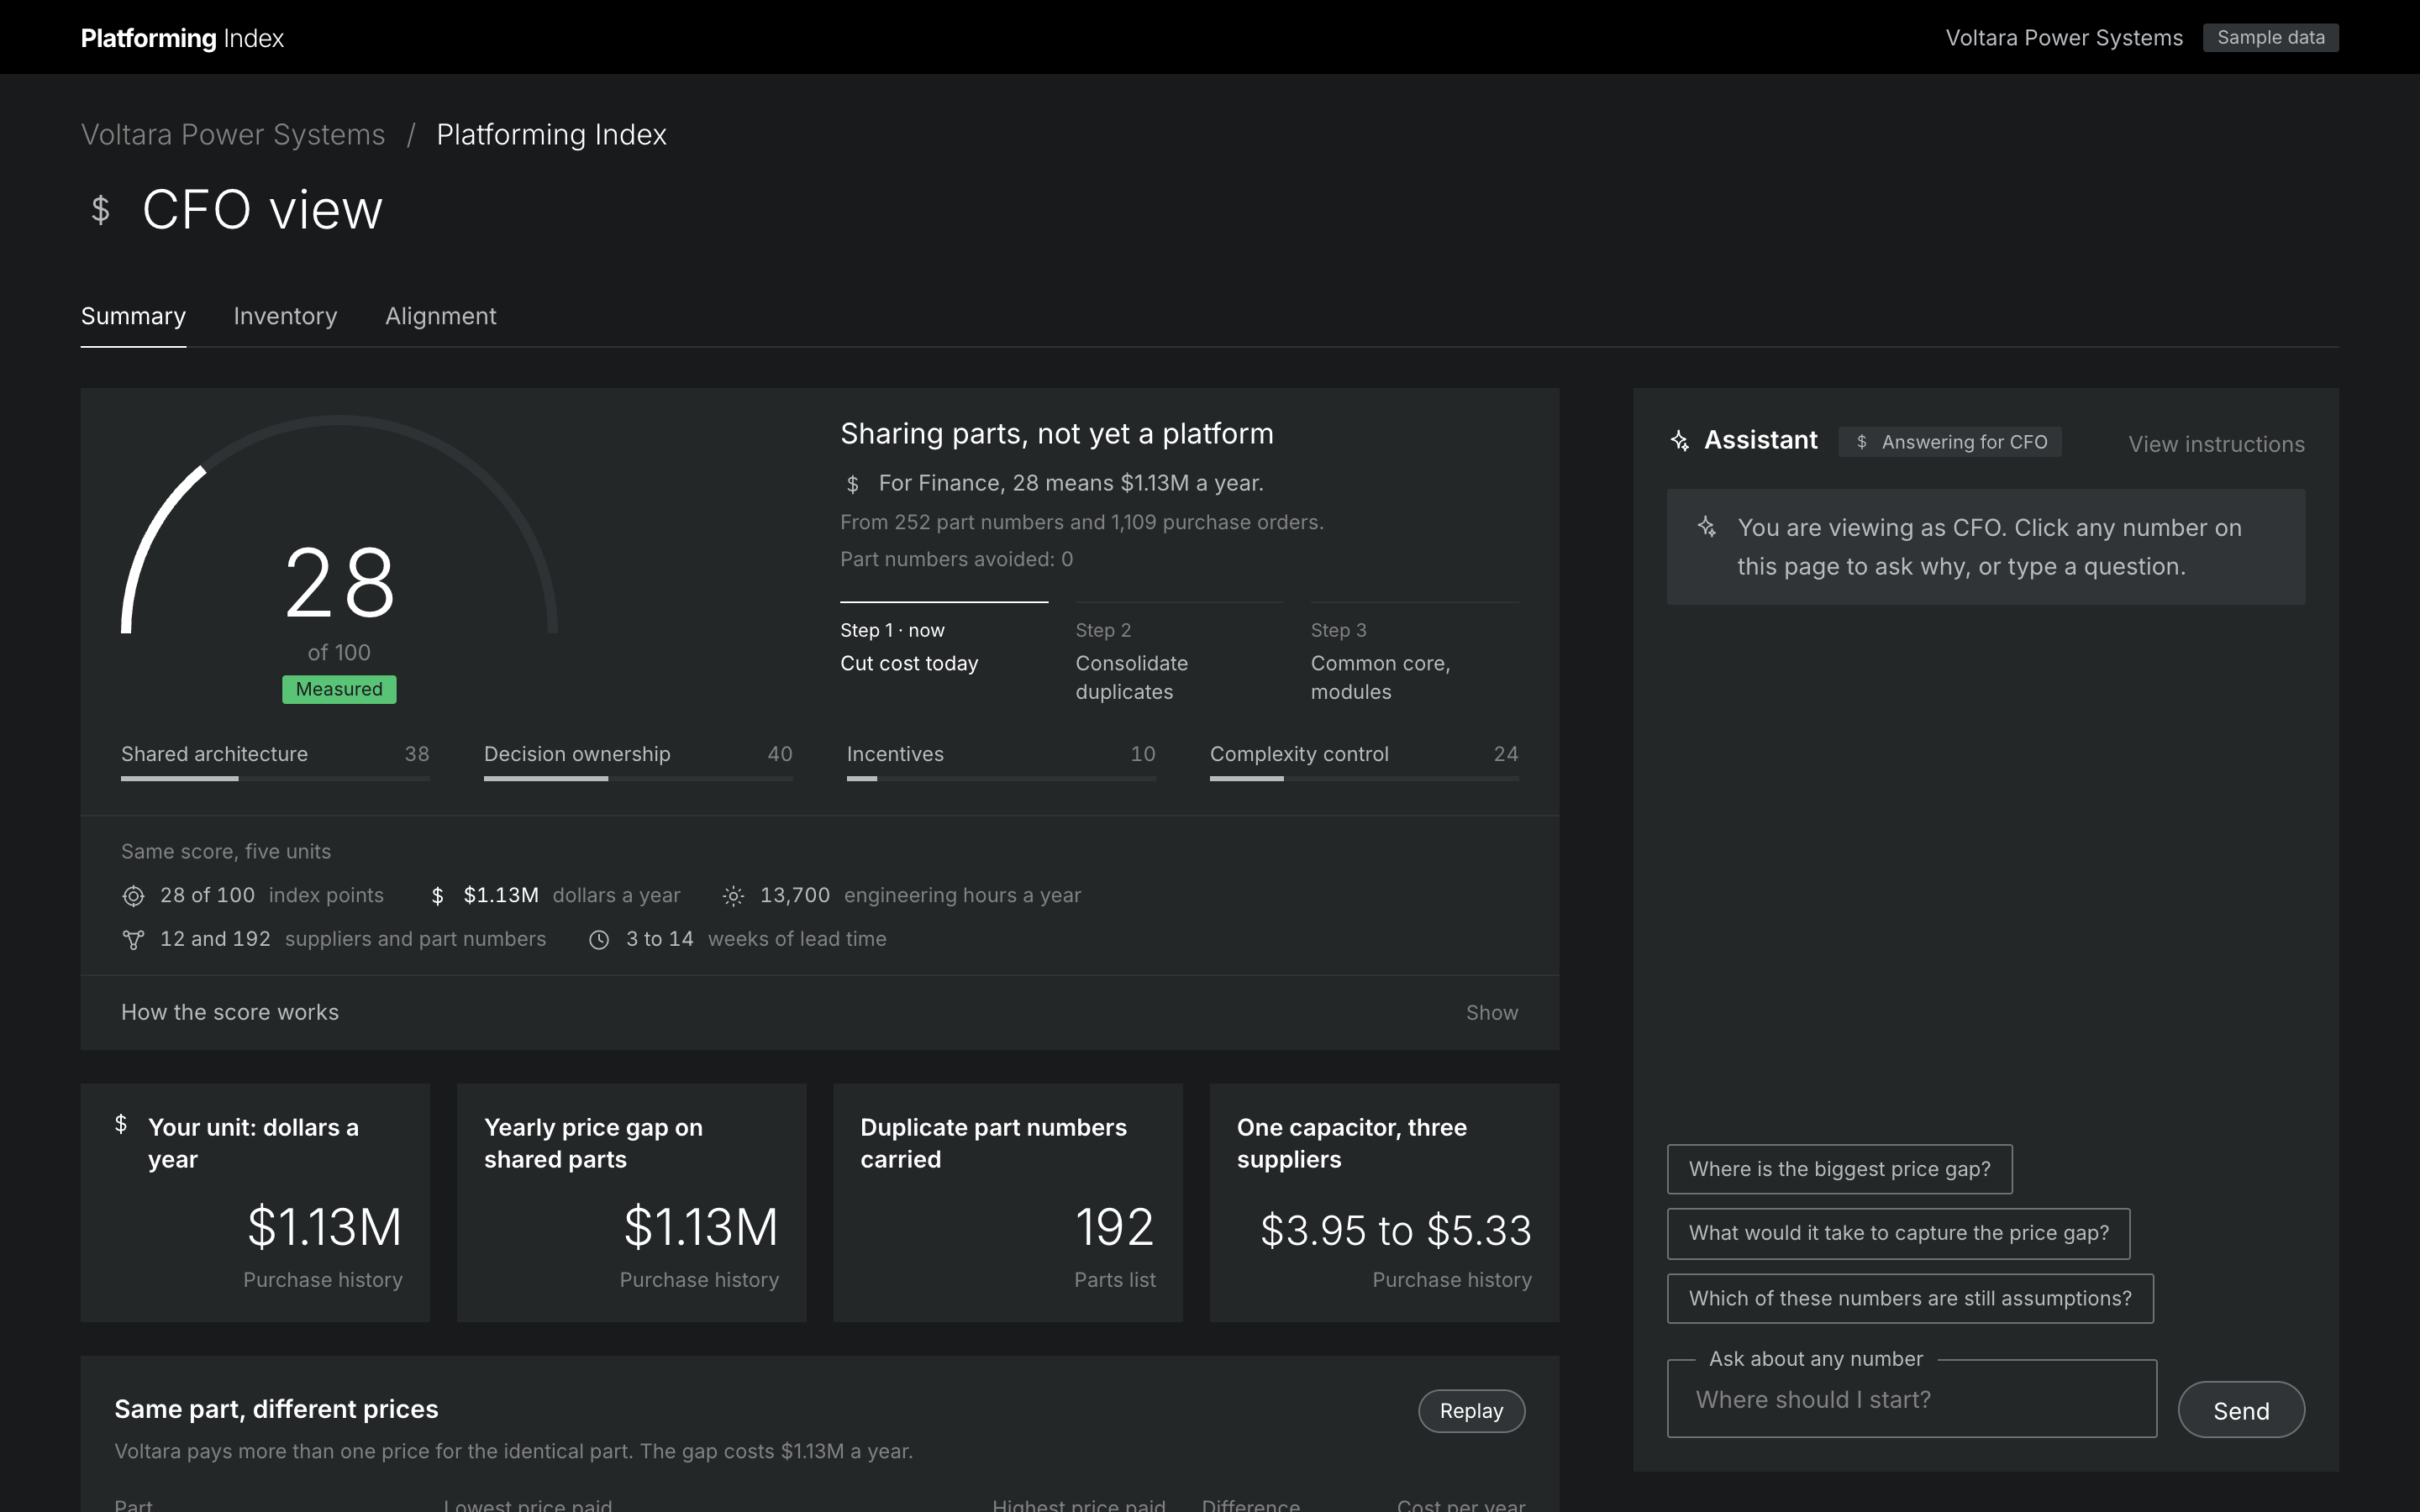 Platforming Index
Voltara Power Systems
Sample data
Voltara Power Systems / Platforming Index
$ CFO view
Summary
Inventory
Alignment
28
of 100
Measured
Sharing parts, not yet a platform
$ For Finance, 28 means $1.13M a year.
From 252 part numbers and 1,109 purchase orders.
Part numbers avoided: 0
Step 1 · now
Cut cost today
Step 2
Consolidate
duplicates
Step 3
Common core,
modules
Shared architecture 38
Decision ownership 40
Incentives 10
Complexity control 24
Same score, five units
28 of 100 index points
$ $1.13M dollars a year
13,700 engineering hours a year
12 and 192 suppliers and part numbers
3 to 14 weeks of lead time
How the score works
Show
$ Your unit: dollars a
year
$1.13M
Purchase history
Yearly price gap on
shared parts
$1.13M
Purchase history
Duplicate part numbers
carried
192
Parts list
One capacitor, three
suppliers
$3.95 to $5.33
Purchase history
Same part, different prices
Replay
Voltara pays more than one price for the identical part. The gap costs $1.13M a year.
Part
Lowest price paid
Highest price paid
Difference
Cost per year
Assistant
$ Answering for CFO
View instructions
You are viewing as CFO. Click any number on
this page to ask why, or type a question.
Where is the biggest price gap?
What would it take to capture the price gap?
Which of these numbers are still assumptions?
Ask about any number
Where should I start?
Send